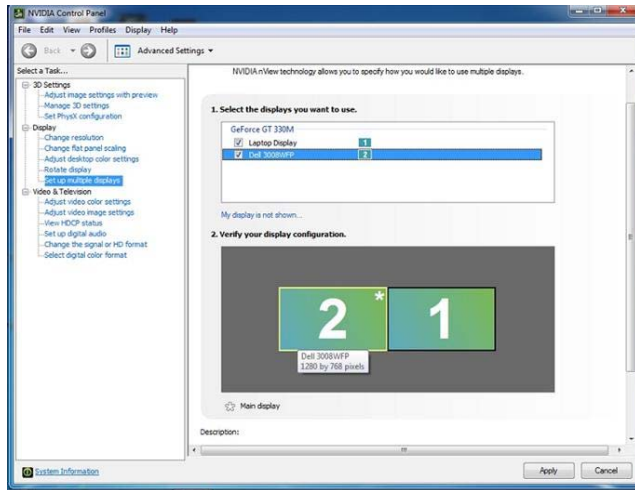 NVIDIA Control Panel
File Edit View Profiles Display Help
Back Advanced Settings
Select a Task...
3D Settings
Adjust image settings with preview
Manage 3D settings
Set PhysX configuration
Display
Change resolution
Change flat panel scaling
Adjust desktop color settings
Rotate display
Set up multiple displays
Video & Television
Adjust video color settings
Adjust video image settings
View HDCP status
Set up digital audio
Change the signal or HD format
Select digital color format
NVIDIA nView technology allows you to specify how you would like to use multiple displays.
1. Select the displays you want to use.
GeForce GT 330M
Laptop Display 1
Dell 3008WFP 2
My display is not shown...
2. Verify your display configuration.
2 * 1
Dell 3008WFP
1280 by 768 pixels
Main display
Description:
System Information
Apply Cancel